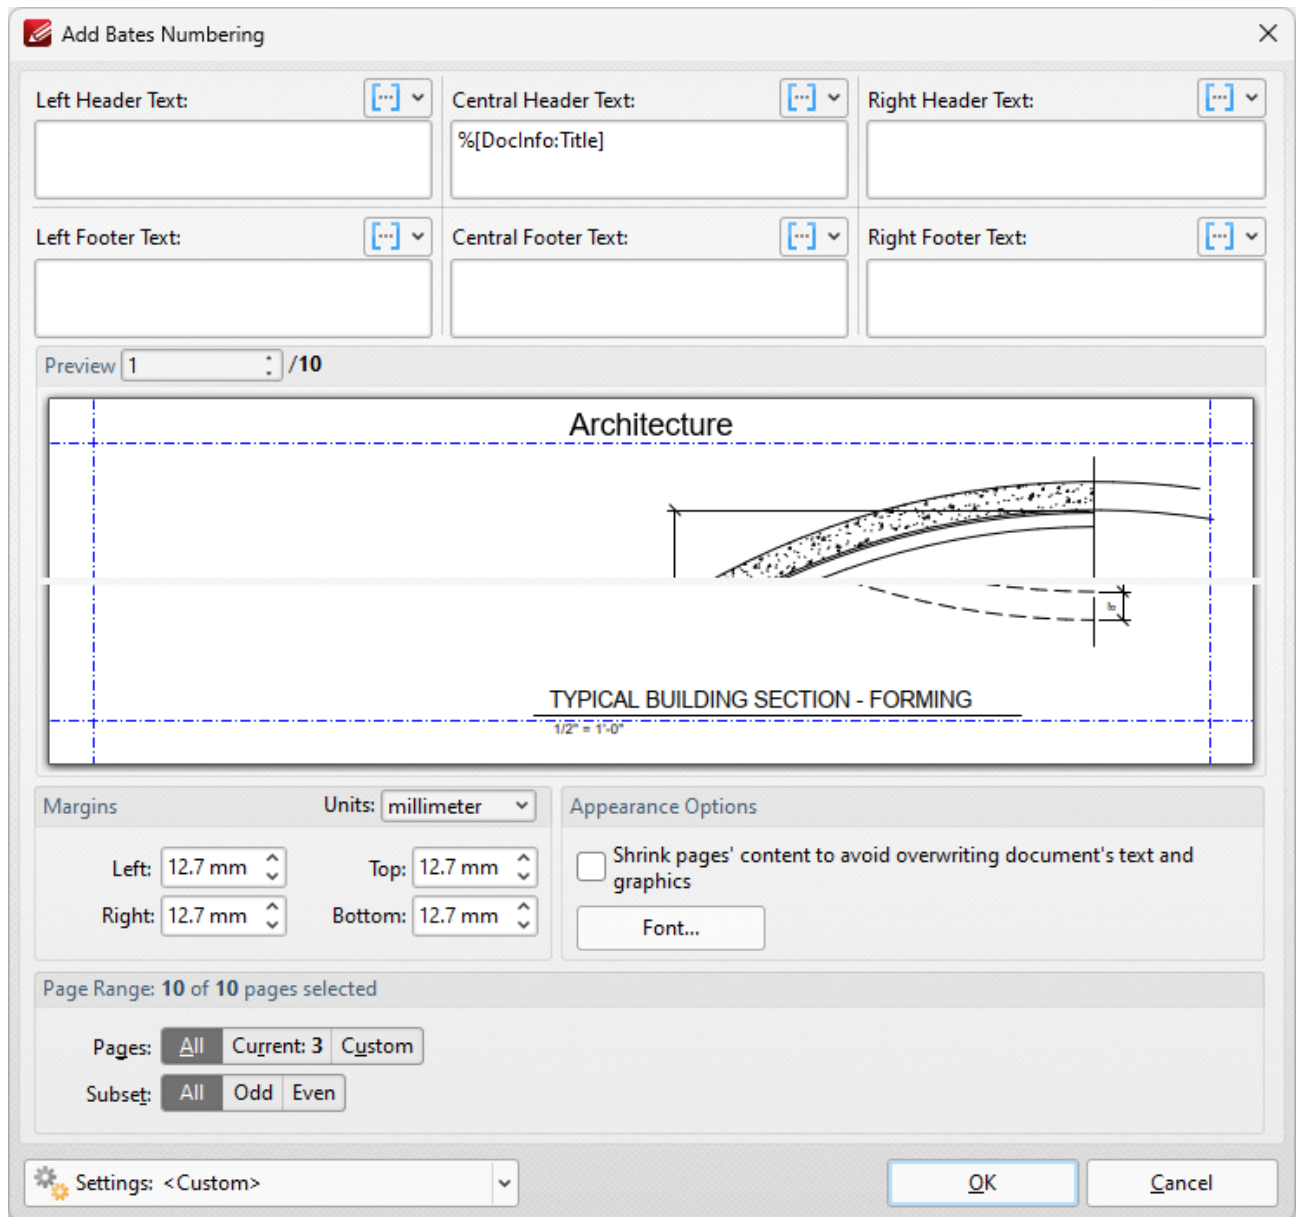 Add Bates Numbering
Left Header Text:
Central Header Text:
Right Header Text:
%[DocInfo:Title]
Left Footer Text:
Central Footer Text:
Right Footer Text:
Preview 1 /10
Architecture
TYPICAL BUILDING SECTION - FORMING
1/2" = 1'-0"
Margins
Units: millimeter
Left: 12.7 mm
Top: 12.7 mm
Right: 12.7 mm
Bottom: 12.7 mm
Appearance Options
Shrink pages' content to avoid overwriting document's text and
graphics
Font...
Page Range: 10 of 10 pages selected
Pages: All Current: 3 Custom
Subset: All Odd Even
Settings: <Custom>
OK
Cancel